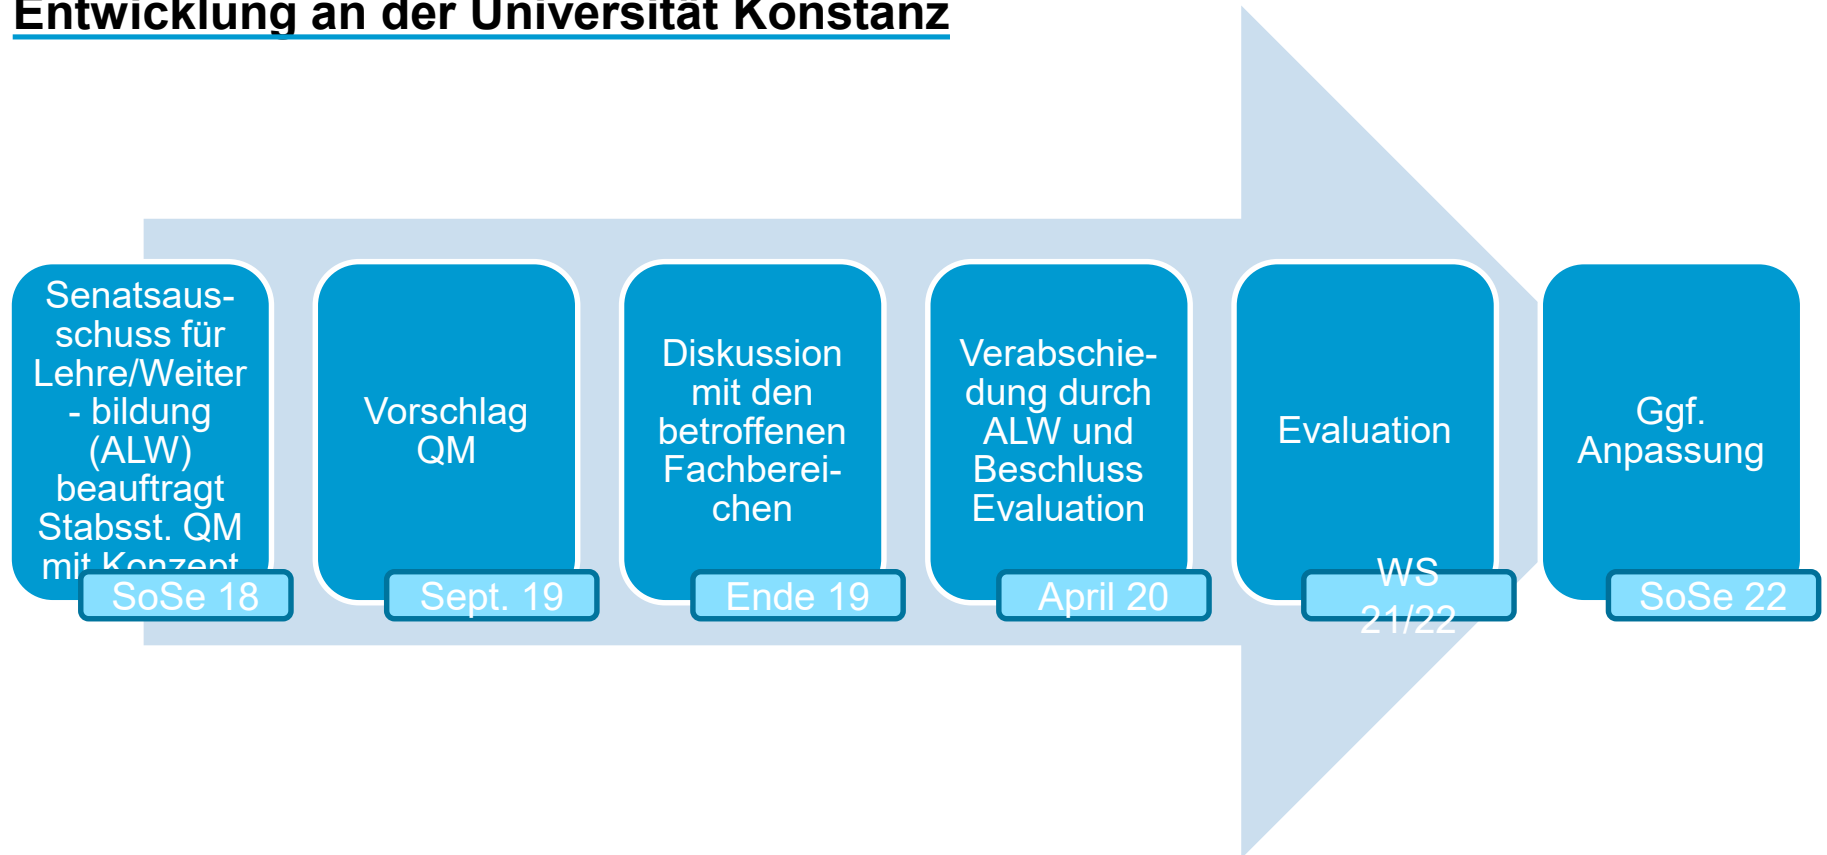 Entwicklung an der Universität Konstanz
Senatsaus-
schuss für
Lehre/Weiter
- bildung
(ALW)
beauftragt
Stabsst. QM
mit Konzept
SoSe 18
Vorschlag
QM
Sept. 19
Diskussion
mit den
betroffenen
Fachberei-
chen
Ende 19
Verabschie-
dung durch
ALW und
Beschluss
Evaluation
April 20
Evaluation
WS
21/22
Ggf.
Anpassung
SoSe 22